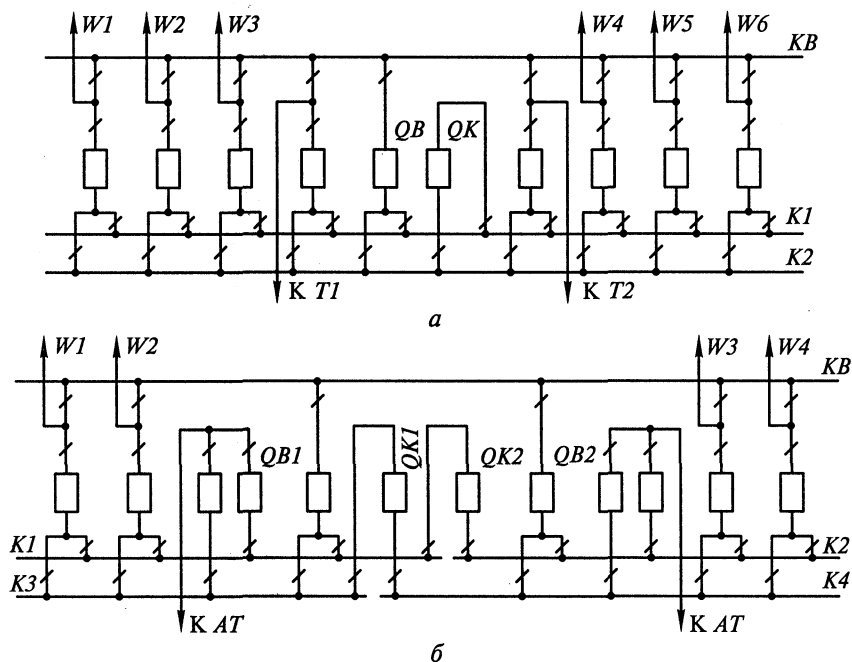 W1 W2 W3 W4 W5 W6
KB
QB QK
K1
K2
К T1 К T2
а
W1 W2 W3 W4
KB
QB1 QK1 QK2 QB2
K1 K2
K3 K4
К AT К AT
б